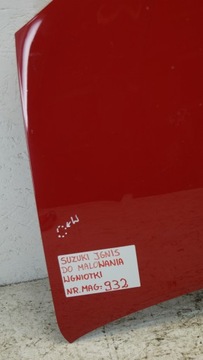 W
SUZUKI IGNIS
DO MALOWANIA
WGNIOTKI
NR.MAG: 932